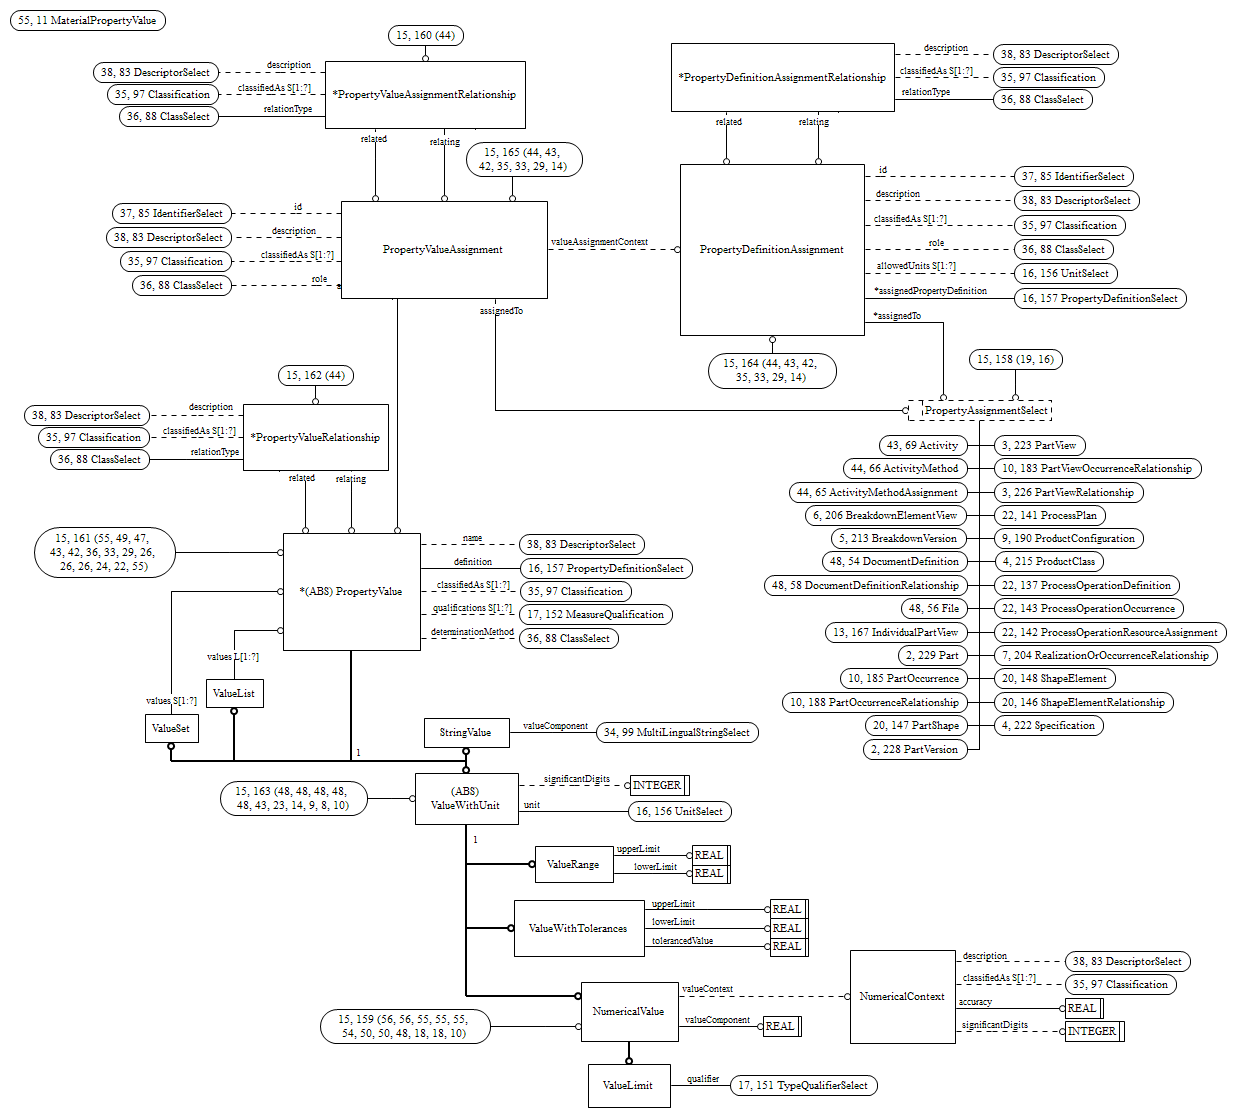 55, 11 MaterialPropertyValue
15, 160 (44)
38, 83 DescriptorSelect
description
35, 97 Classification
classifiedAs S[1:?]
36, 88 ClassSelect
relationType
*PropertyValueAssignmentRelationship
related
relating
*PropertyDefinitionAssignmentRelationship
description
38, 83 DescriptorSelect
classifiedAs S[1:?]
35, 97 Classification
relationType
36, 88 ClassSelect
related
relating
15, 165 (44, 43,
42, 35, 33, 29, 14)
37, 85 IdentifierSelect
id
38, 83 DescriptorSelect
description
35, 97 Classification
classifiedAs S[1:?]
36, 88 ClassSelect
role
*
PropertyValueAssignment
valueAssignmentContext
assignedTo
PropertyDefinitionAssignment
id
37, 85 IdentifierSelect
description
38, 83 DescriptorSelect
classifiedAs S[1:?]
35, 97 Classification
role
36, 88 ClassSelect
allowedUnits S[1:?]
16, 156 UnitSelect
*assignedPropertyDefinition
16, 157 PropertyDefinitionSelect
*assignedTo
15, 164 (44, 43, 42,
35, 33, 29, 14)
15, 158 (19, 16)
PropertyAssignmentSelect
15, 162 (44)
38, 83 DescriptorSelect
description
35, 97 Classification
classifiedAs S[1:?]
36, 88 ClassSelect
relationType
*PropertyValueRelationship
related
relating
43, 69 Activity
3, 223 PartView
44, 66 ActivityMethod
10, 183 PartViewOccurrenceRelationship
44, 65 ActivityMethodAssignment
3, 226 PartViewRelationship
6, 206 BreakdownElementView
22, 141 ProcessPlan
5, 213 BreakdownVersion
9, 190 ProductConfiguration
48, 54 DocumentDefinition
4, 215 ProductClass
48, 58 DocumentDefinitionRelationship
22, 137 ProcessOperationDefinition
48, 56 File
22, 143 ProcessOperationOccurrence
13, 167 IndividualPartView
22, 142 ProcessOperationResourceAssignment
2, 229 Part
7, 204 RealizationOrOccurrenceRelationship
10, 185 PartOccurrence
20, 148 ShapeElement
10, 188 PartOccurrenceRelationship
20, 146 ShapeElementRelationship
20, 147 PartShape
4, 222 Specification
2, 228 PartVersion
15, 161 (55, 49, 47,
43, 42, 36, 33, 29, 26,
26, 26, 24, 22, 55)
*(ABS) PropertyValue
name
38, 83 DescriptorSelect
definition
16, 157 PropertyDefinitionSelect
classifiedAs S[1:?]
35, 97 Classification
qualifications S[1:?]
17, 152 MeasureQualification
determinationMethod
36, 88 ClassSelect
values L[1:?]
ValueList
values S[1:?]
ValueSet
1
StringValue
valueComponent
34, 99 MultiLingualStringSelect
15, 163 (48, 48, 48, 48,
48, 43, 23, 14, 9, 8, 10)
(ABS)
ValueWithUnit
significantDigits
INTEGER
unit
16, 156 UnitSelect
1
ValueRange
upperLimit
REAL
lowerLimit
REAL
ValueWithTolerances
upperLimit
REAL
lowerLimit
REAL
tolerancedValue
REAL
15, 159 (56, 56, 55, 55, 55,
54, 50, 50, 48, 18, 18, 10)
NumericalValue
valueContext
valueComponent
REAL
NumericalContext
description
38, 83 DescriptorSelect
classifiedAs S[1:?]
35, 97 Classification
accuracy
REAL
significantDigits
INTEGER
ValueLimit
qualifier
17, 151 TypeQualifierSelect